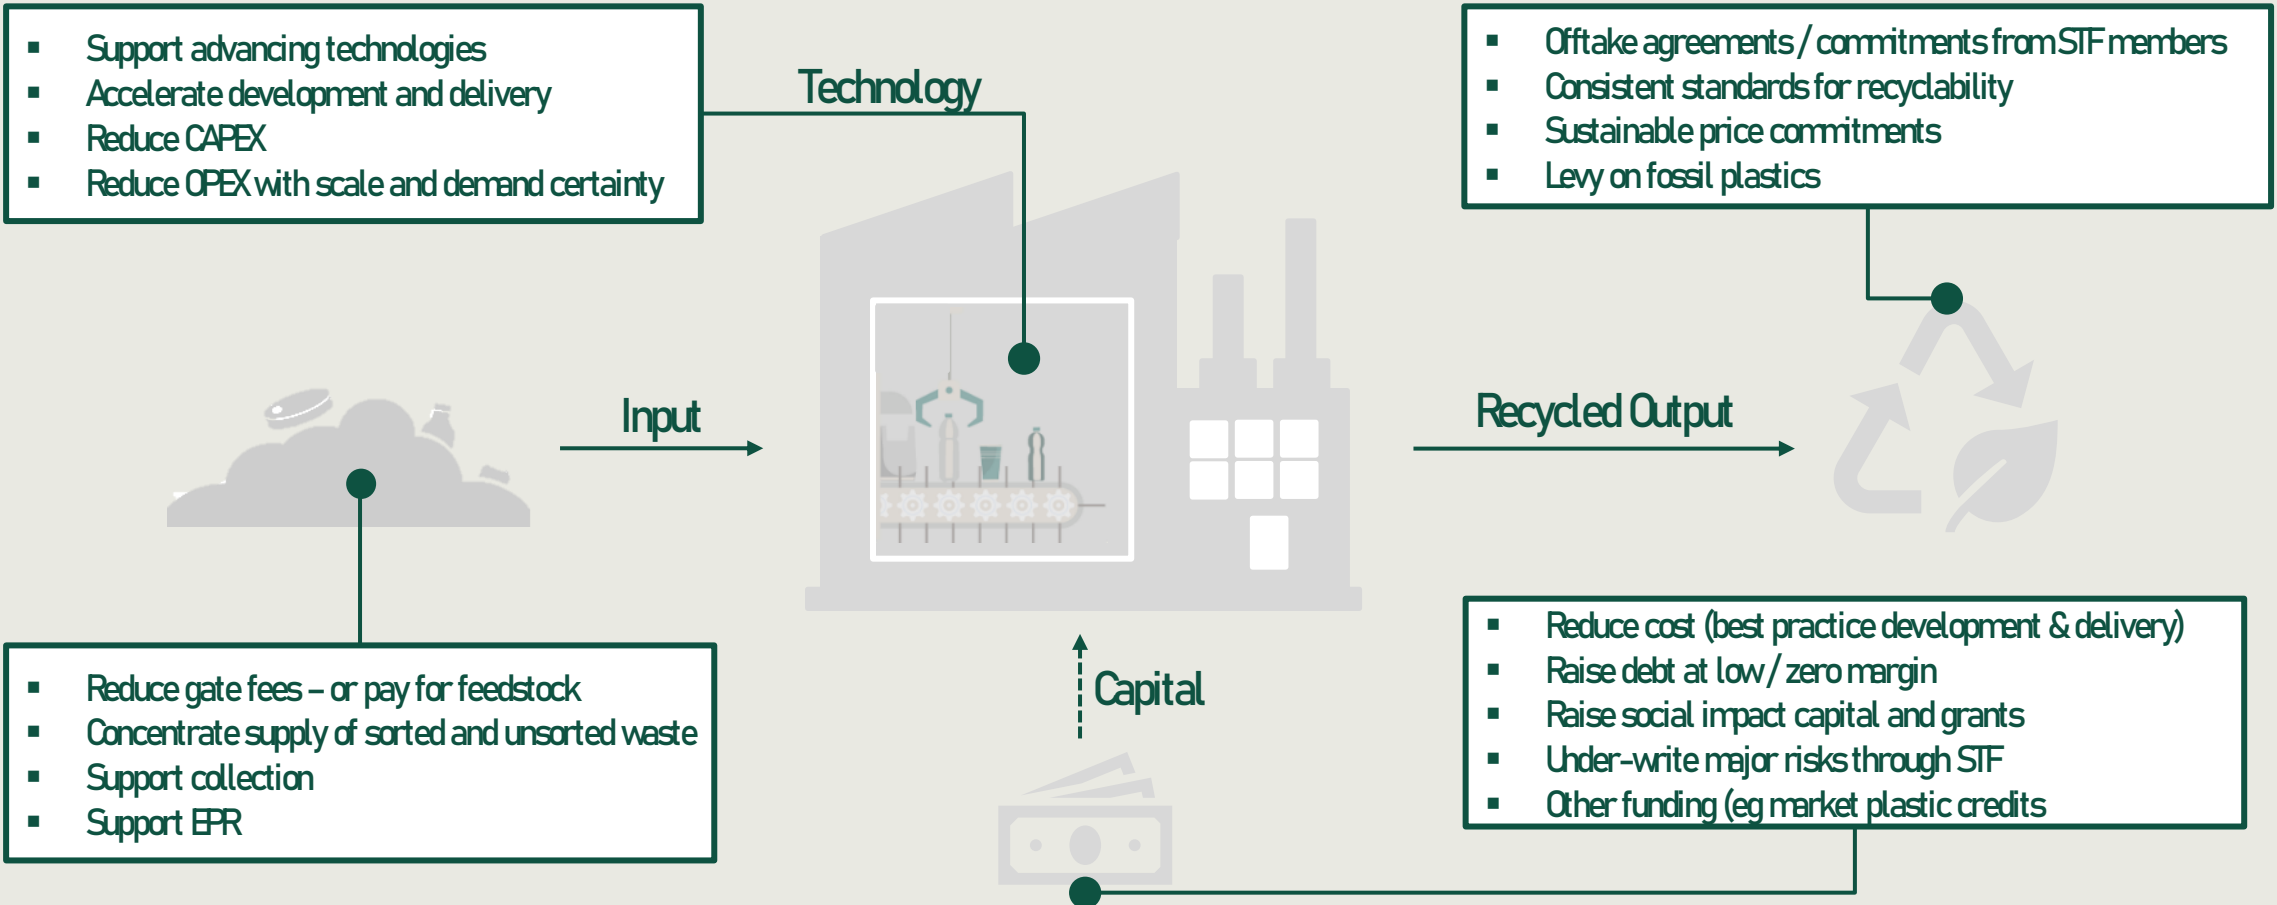 ▪ Support advancing technologies
▪ Accelerate development and delivery
▪ Reduce CAPEX
▪ Reduce OPEX with scale and demand certainty
Technology
▪ Offtake agreements / commitments from STF members
▪ Consistent standards for recyclability
▪ Sustainable price commitments
▪ Levy on fossil plastics
Input
Recycled Output
▪ Reduce gate fees – or pay for feedstock
▪ Concentrate supply of sorted and unsorted waste
▪ Support collection
▪ Support EPR
Capital
▪ Reduce cost (best practice development & delivery)
▪ Raise debt at low / zero margin
▪ Raise social impact capital and grants
▪ Under-write major risks through STF
▪ Other funding (eg market plastic credits